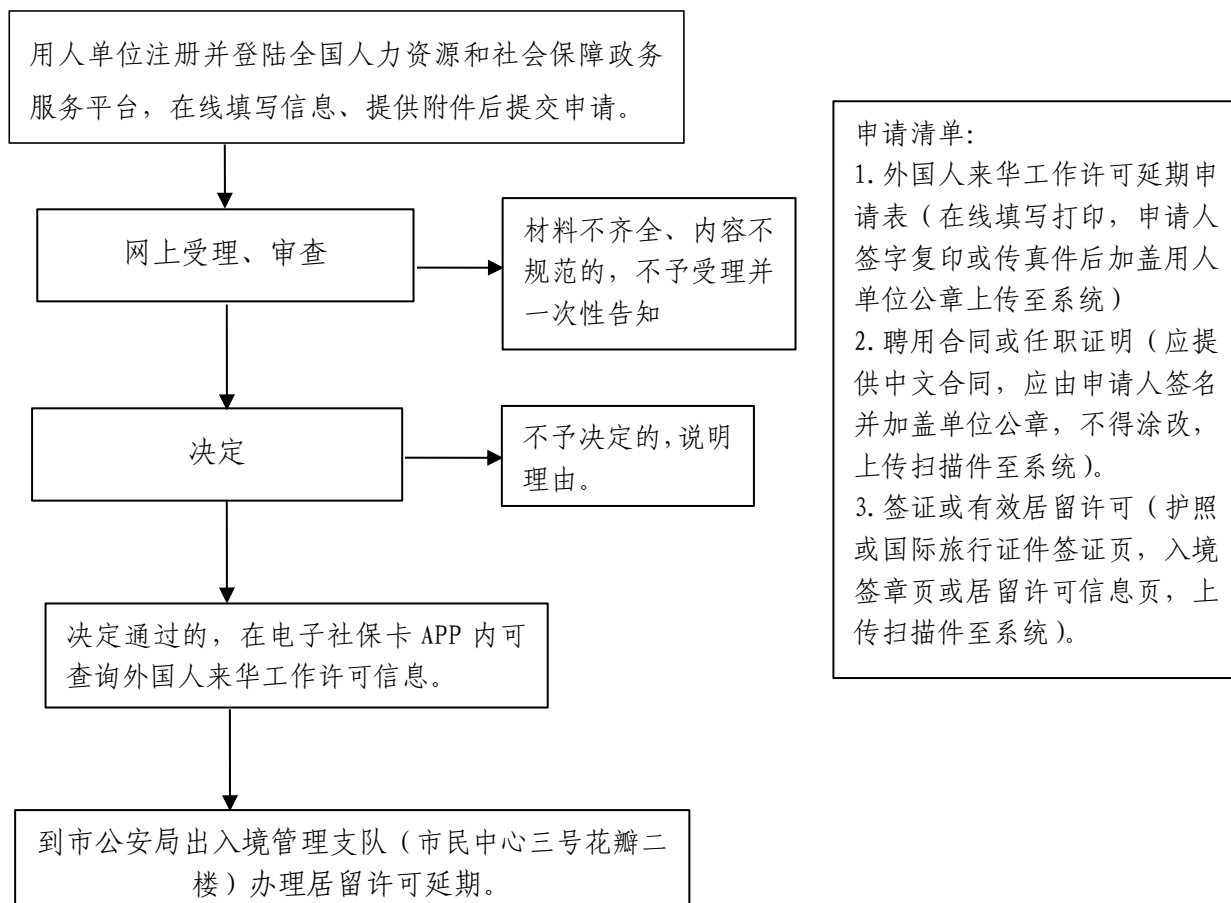 用人单位注册并登陆全国人力资源和社会保障政务
服务平台，在线填写信息、提供附件后提交申请。
网上受理、审查
材料不齐全、内容不
规范的，不予受理并
一次性告知
决定
不予决定的,说明
理由。
决定通过的，在电子社保卡 APP 内可
查询外国人来华工作许可信息。
到市公安局出入境管理支队（市民中心三号花瓣二
楼）办理居留许可延期。
申请清单：
1.外国人来华工作许可延期申
请表（在线填写打印，申请人
签字复印或传真件后加盖用人
单位公章上传至系统）
2.聘用合同或任职证明（应提
供中文合同，应由申请人签名
并加盖单位公章，不得涂改，
上传扫描件至系统）。
3.签证或有效居留许可（护照
或国际旅行证件签证页，入境
签章页或居留许可信息页，上
传扫描件至系统）。